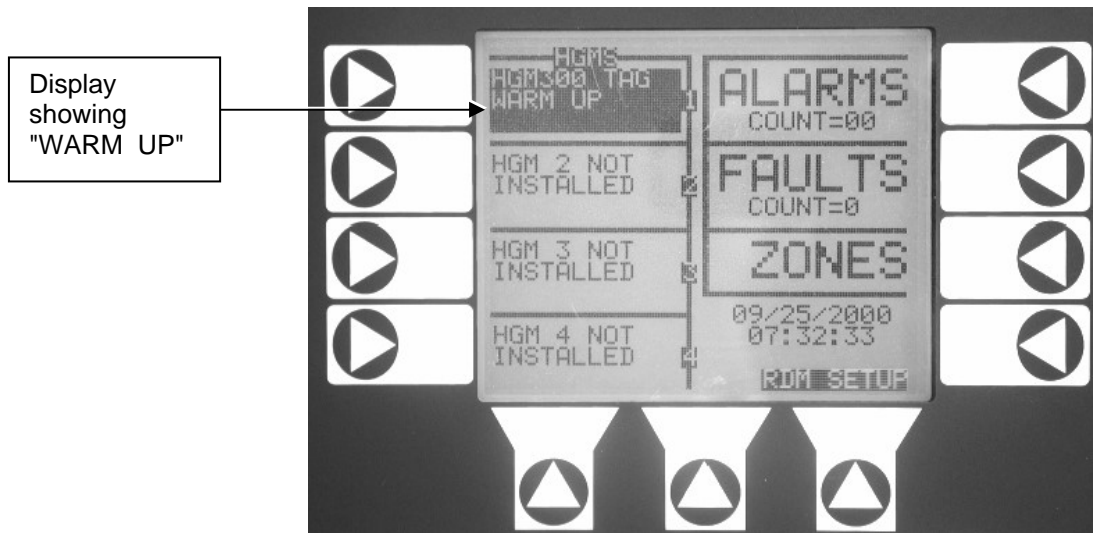 Display
showing
"WARM UP"
HGMS
HGM300 TAG
WARM UP
1
HGM 2 NOT
INSTALLED
2
HGM 3 NOT
INSTALLED
3
HGM 4 NOT
INSTALLED
4
ALARMS
COUNT=00
FAULTS
COUNT=0
ZONES
09/25/2000
07:32:33
RDM SETUP